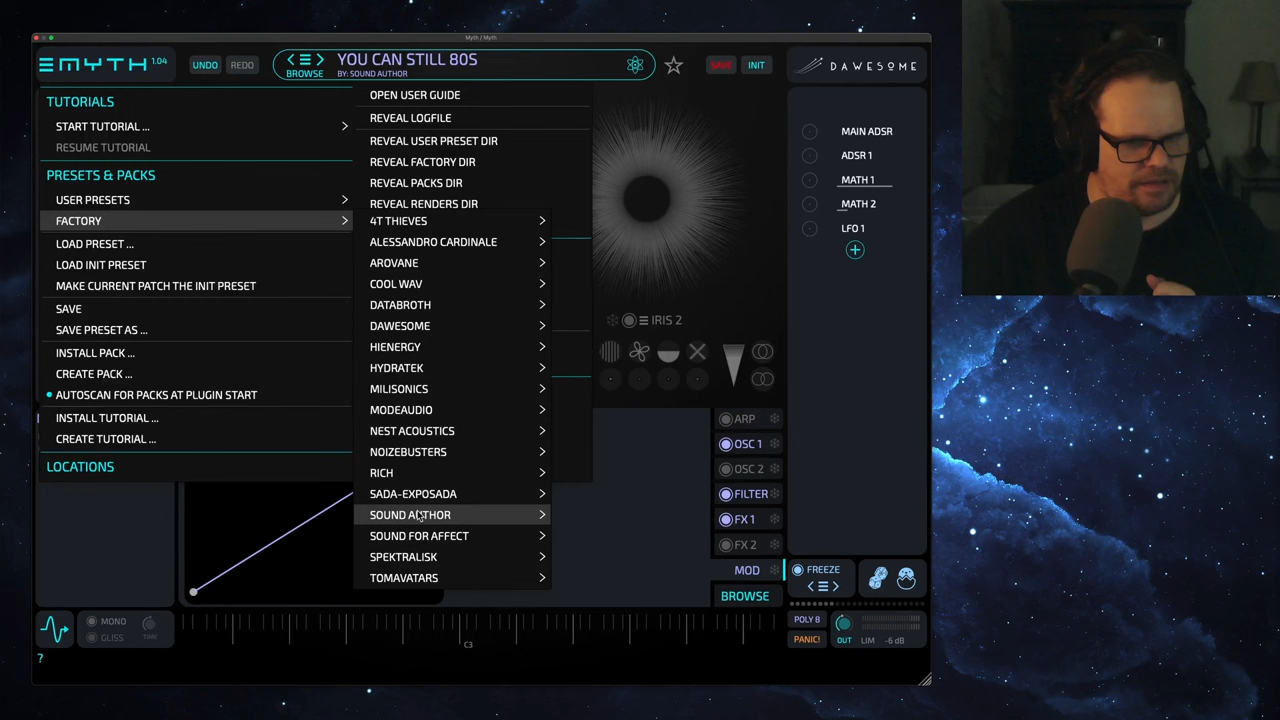 Myth / Myth
MYTH 1.04
UNDO
REDO
BROWSE
YOU CAN STILL 80S
BY: SOUND AUTHOR
SAVE
INIT
DAWESOME
TUTORIALS
START TUTORIAL ...
RESUME TUTORIAL
PRESETS & PACKS
USER PRESETS
FACTORY
LOAD PRESET ...
LOAD INIT PRESET
MAKE CURRENT PATCH THE INIT PRESET
SAVE
SAVE PRESET AS ...
INSTALL PACK ...
CREATE PACK ...
AUTOSCAN FOR PACKS AT PLUGIN START
INSTALL TUTORIAL ...
CREATE TUTORIAL ...
LOCATIONS
OPEN USER GUIDE
REVEAL LOGFILE
REVEAL USER PRESET DIR
REVEAL FACTORY DIR
REVEAL PACKS DIR
REVEAL RENDERS DIR
4T THIEVES
ALESSANDRO CARDINALE
AROVANE
COOL WAV
DATABROTH
DAWESOME
HIENERGY
HYDRATEK
MILISONICS
MODEAUDIO
NEST ACOUSTICS
NOIZEBUSTERS
RICH
SADA-EXPOSADA
SOUND AUTHOR
SOUND FOR AFFECT
SPEKTRALISK
TOMAVATARS
IRIS 2
ARP
OSC 1
OSC 2
FILTER
FX 1
FX 2
MOD
BROWSE
MAIN ADSR
ADSR 1
MATH 1
MATH 2
LFO 1
FREEZE
MONO
GLISS
TIME
C3
POLY 8
PANIC!
OUT
LIM
-6 dB
?